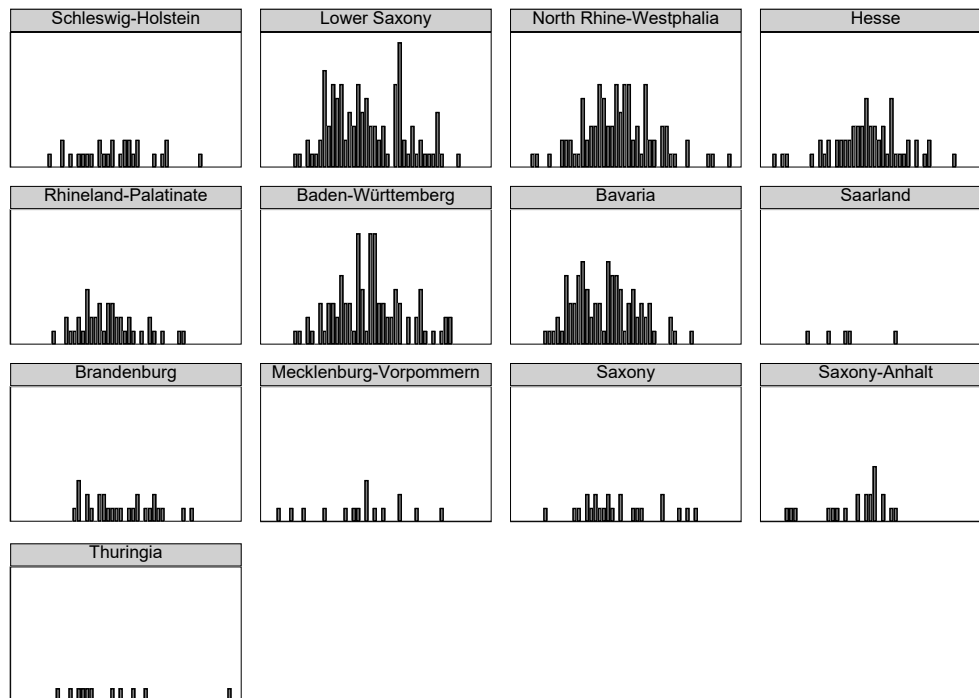 Schleswig-Holstein
Lower Saxony
North Rhine-Westphalia
Hesse
Rhineland-Palatinate
Baden-Württemberg
Bavaria
Saarland
Brandenburg
Mecklenburg-Vorpommern
Saxony
Saxony-Anhalt
Thuringia